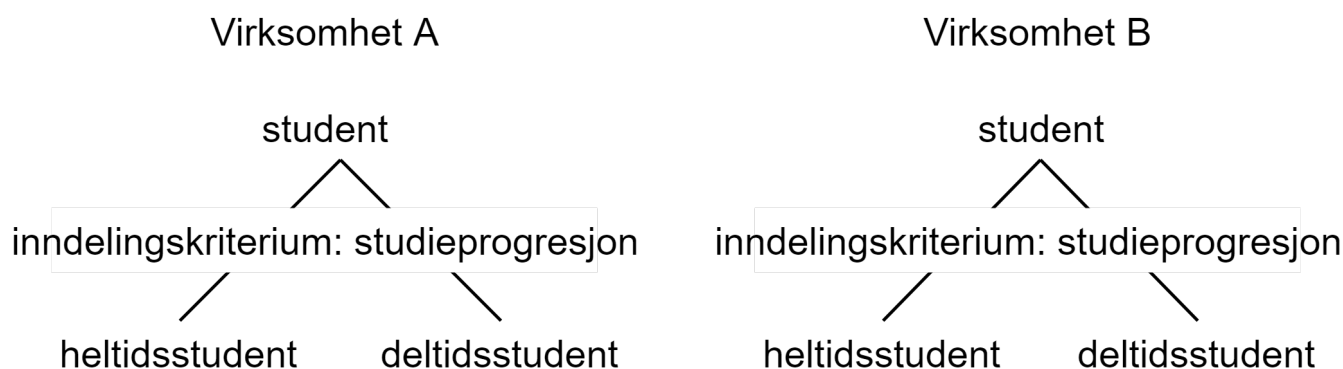 Virksomhet A
student
inndelingskriterium: studieprogresjon
heltidsstudent
deltidsstudent
Virksomhet B
student
inndelingskriterium: studieprogresjon
heltidsstudent
deltidsstudent